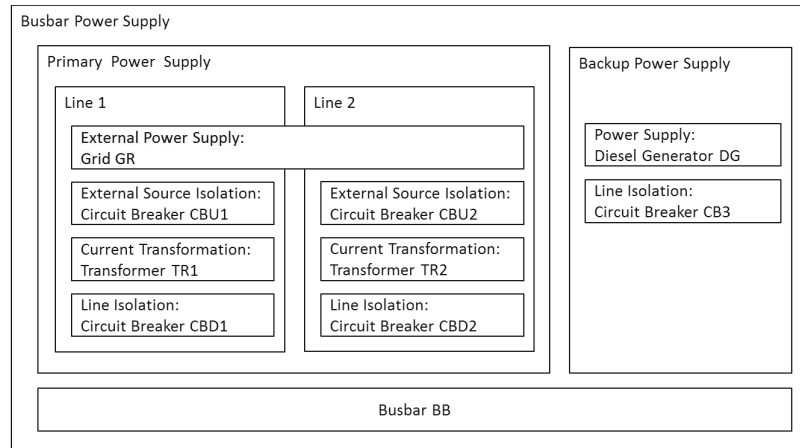 Busbar Power Supply
Primary Power Supply
Line 1
External Power Supply:
Grid GR
External Source Isolation:
Circuit Breaker CBU1
Current Transformation:
Transformer TR1
Line Isolation:
Circuit Breaker CBD1
Line 2
External Source Isolation:
Circuit Breaker CBU2
Current Transformation:
Transformer TR2
Line Isolation:
Circuit Breaker CBD2
Backup Power Supply
Power Supply:
Diesel Generator DG
Line Isolation:
Circuit Breaker CB3
Busbar BB